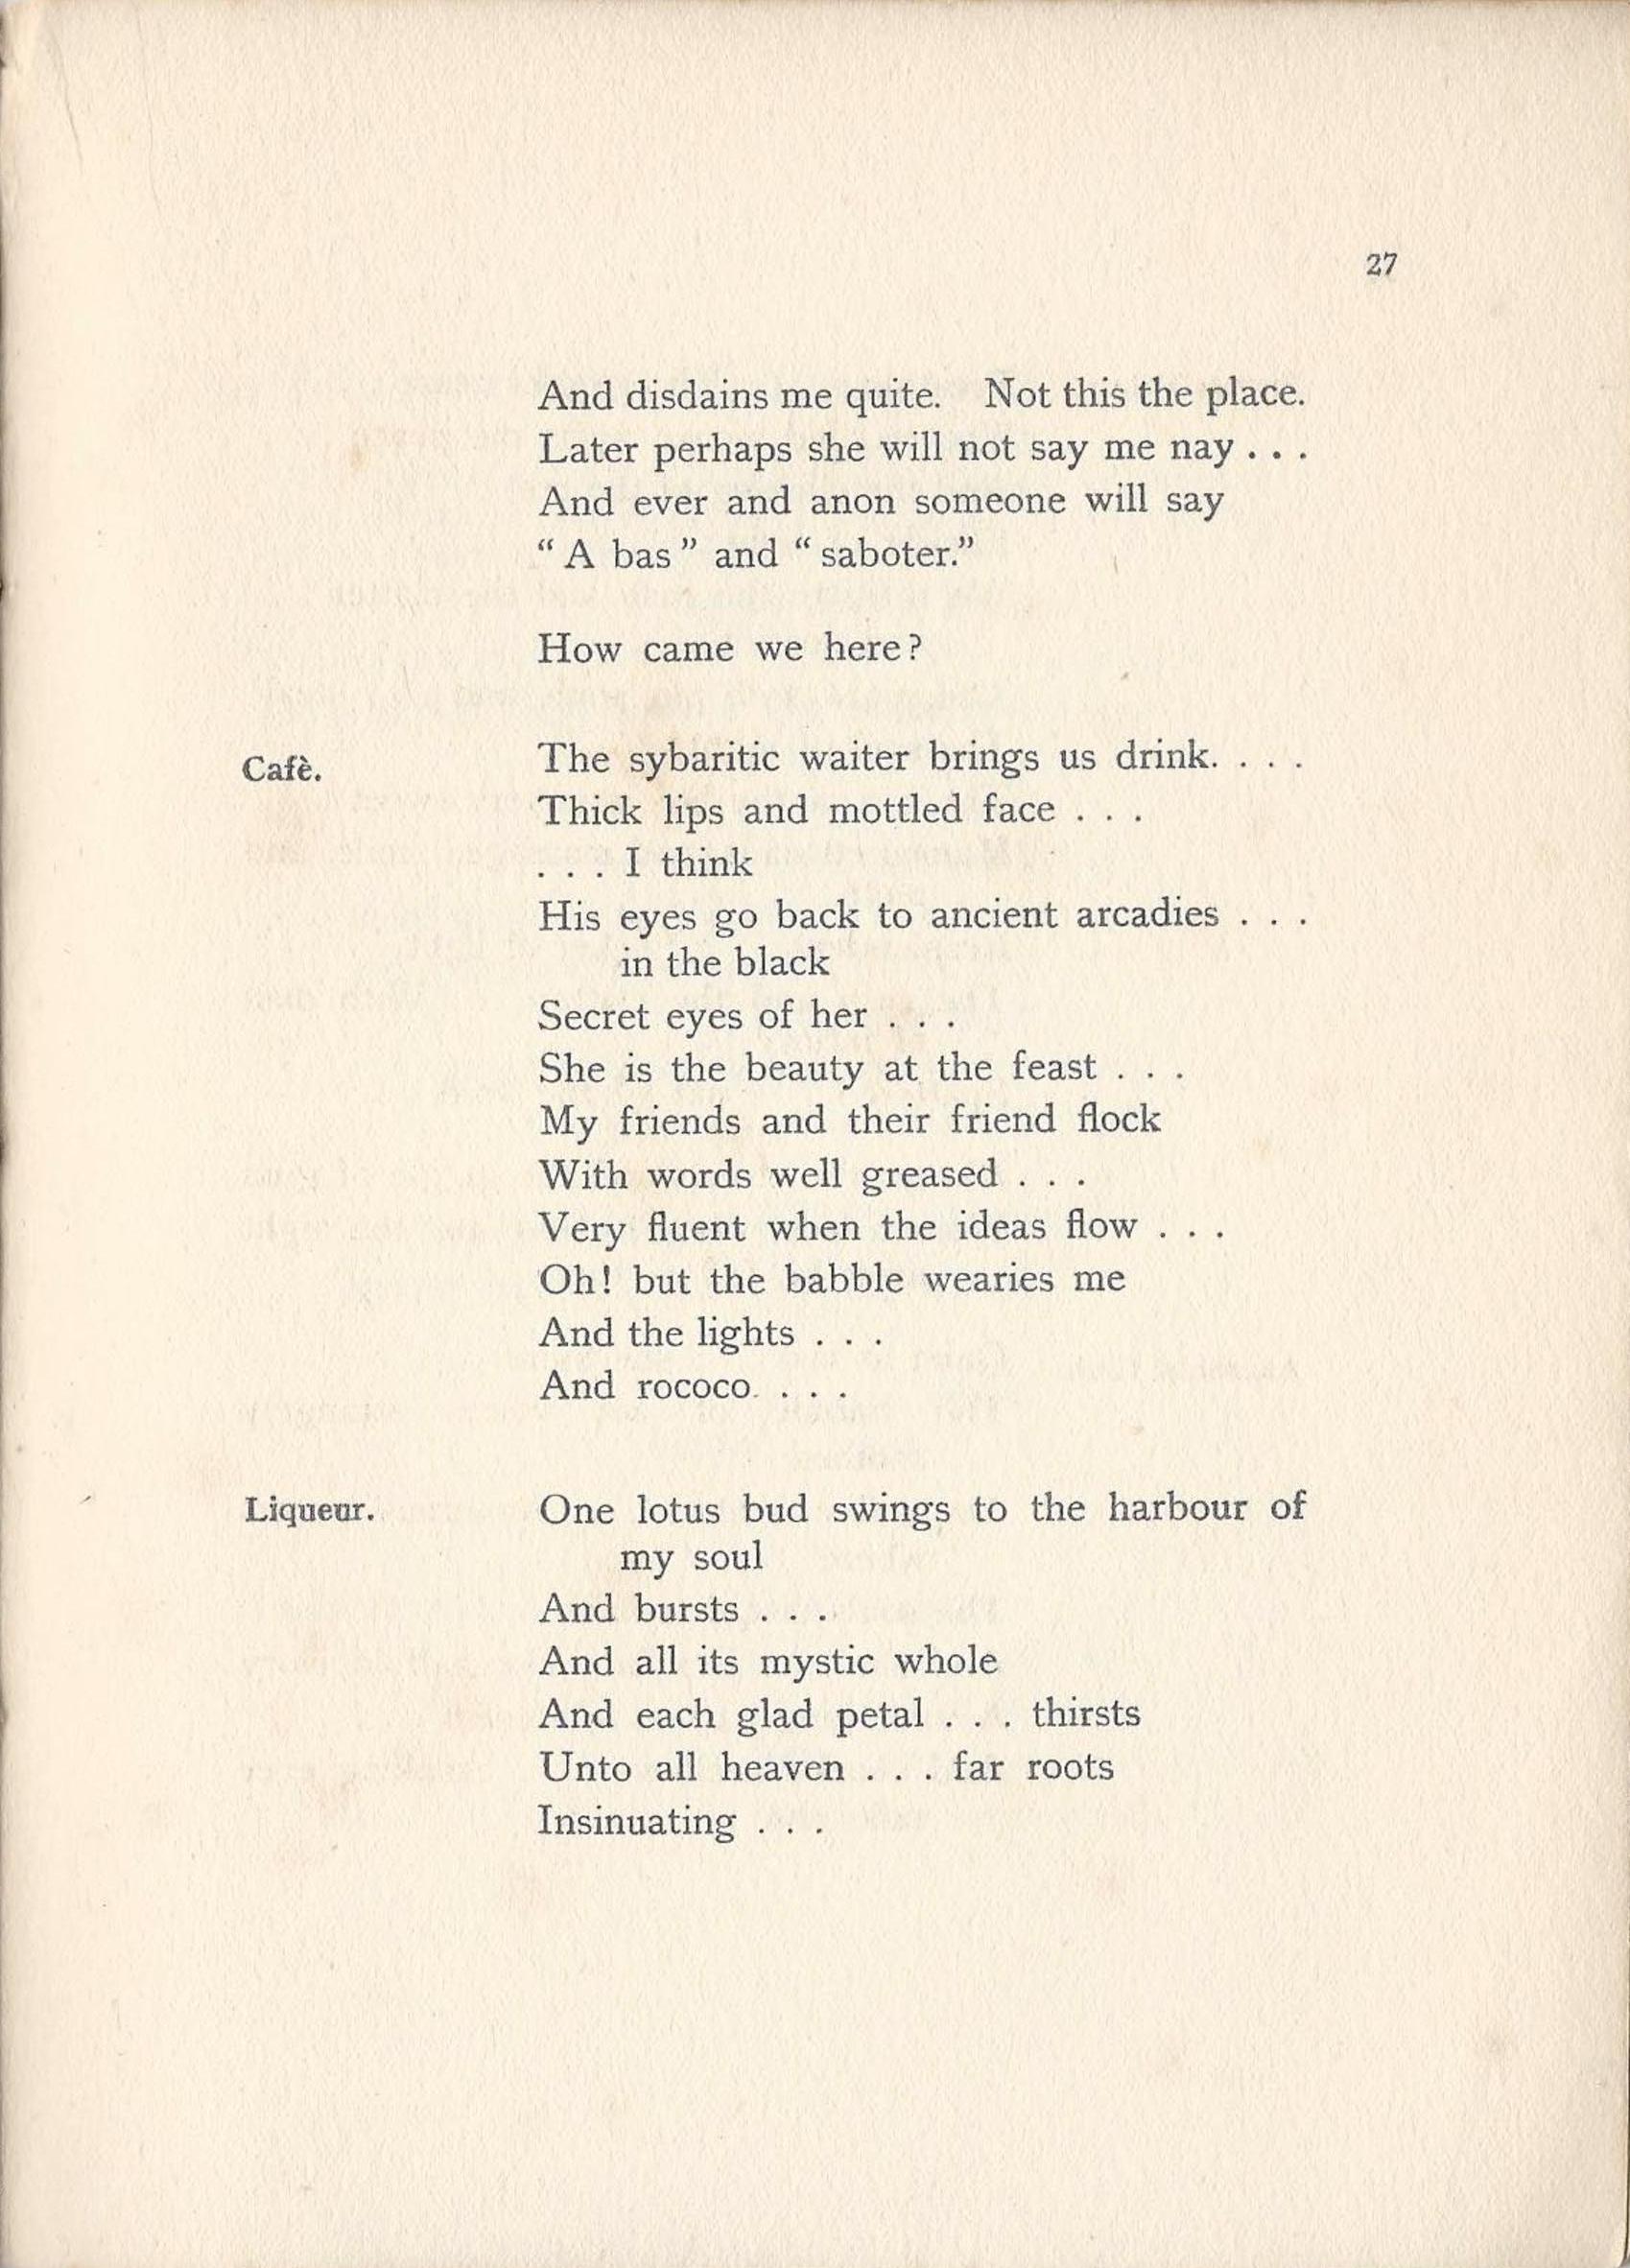 27
And disdains me quite. Not this the place.
Later perhaps she will not say me nay . . .
And ever and anon someone will say
“ A bas ” and “ saboter.”
How came we here?
Cafè.
The sybaritic waiter brings us drink. . . .
Thick lips and mottled face . . .
. . . I think
His eyes go back to ancient arcadies . . .
in the black
Secret eyes of her . . .
She is the beauty at the feast . . .
My friends and their friend flock
With words well greased . . .
Very fluent when the ideas flow . . .
Oh! but the babble wearies me
And the lights . . .
And rococo. . . .
Liqueur.
One lotus bud swings to the harbour of
my soul
And bursts . . .
And all its mystic whole
And each glad petal . . . thirsts
Unto all heaven . . . far roots
Insinuating . . .